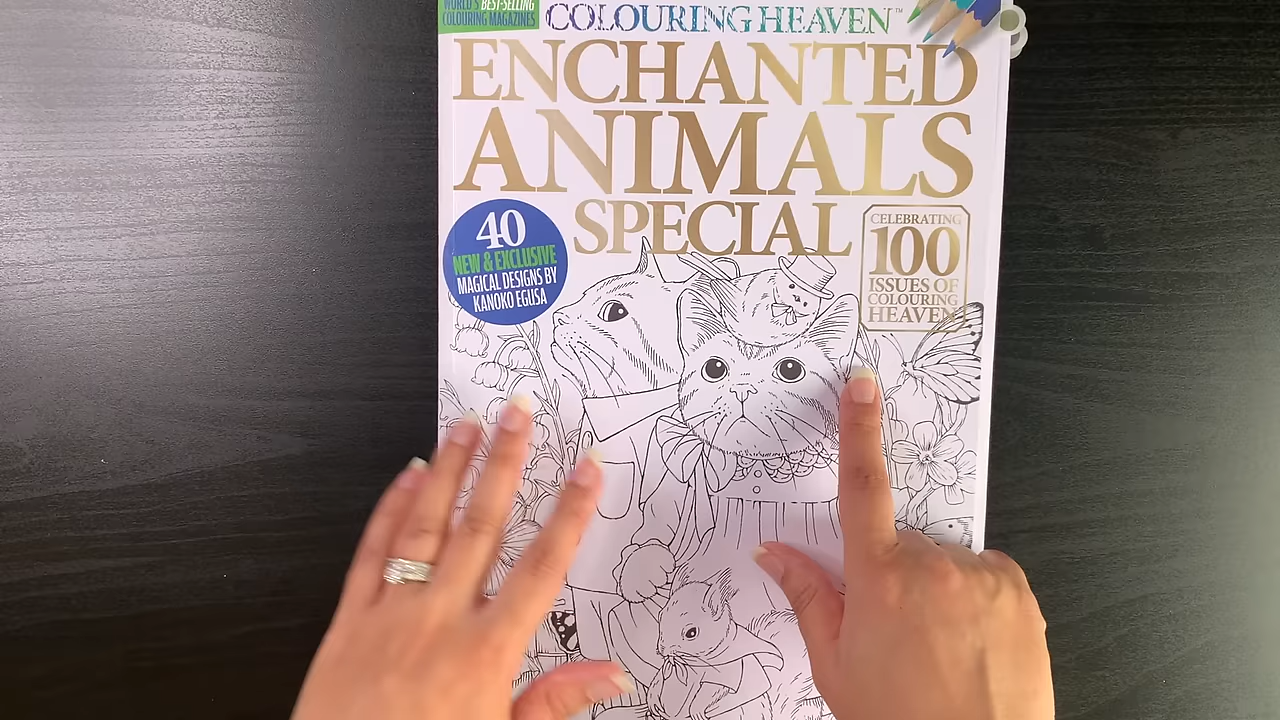 WORLD'S BEST-SELLING
COLOURING MAGAZINES
COLOURING HEAVEN™
ENCHANTED
ANIMALS
SPECIAL
40
NEW & EXCLUSIVE
MAGICAL DESIGNS BY
KANOKO EGUSA
CELEBRATING
100
ISSUES OF
COLOURING
HEAVEN